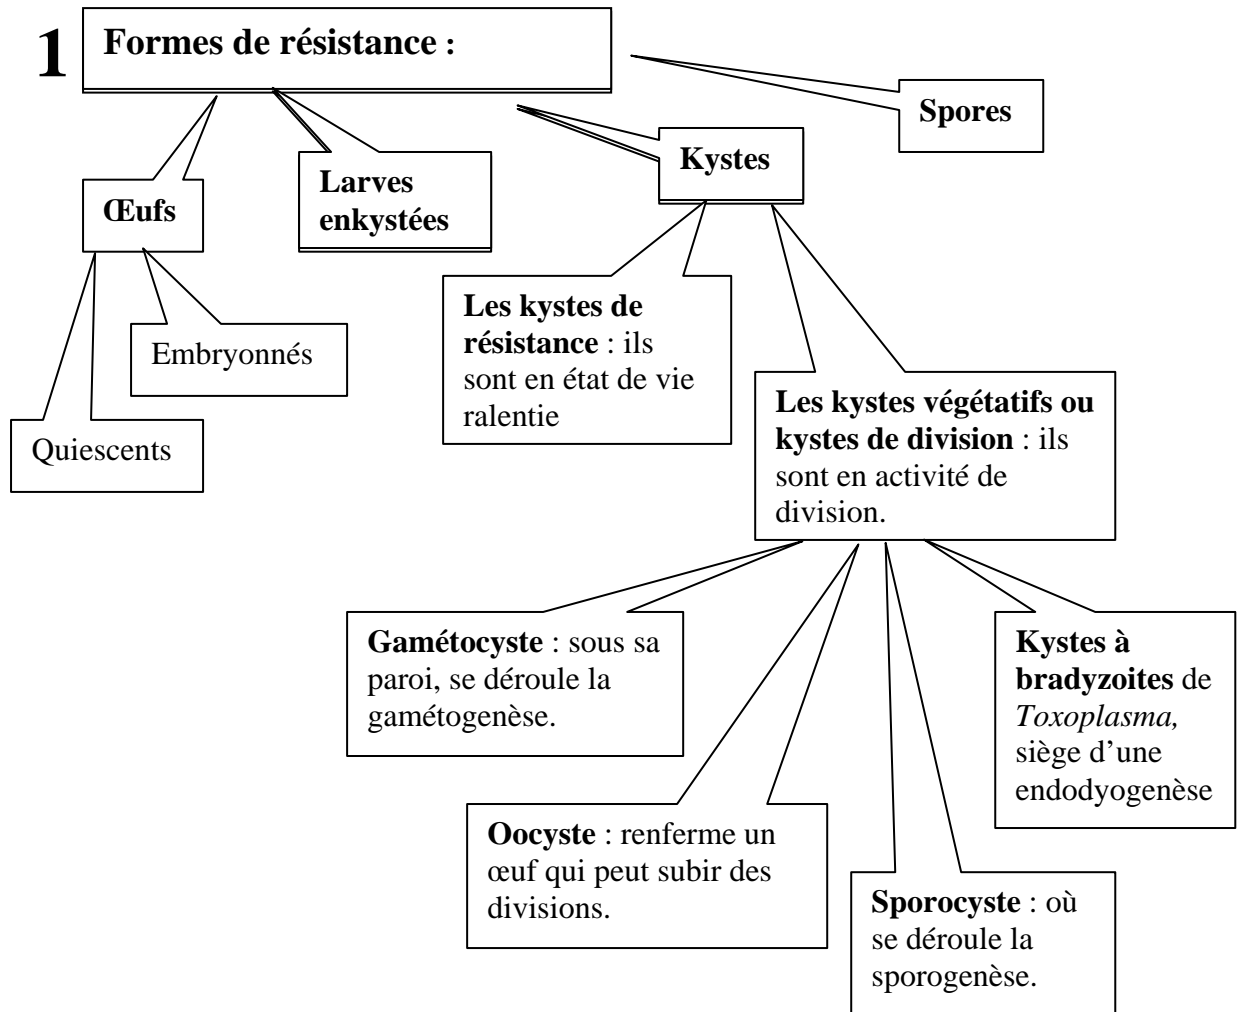 1
Formes de résistance :
Spores
Kystes
Larves
enkystées
Œufs
Embryonnés
Quiescents
Les kystes de
résistance : ils
sont en état de vie
ralentie
Les kystes végétatifs ou
kystes de division : ils
sont en activité de
division.
Gamétocyste : sous sa
paroi, se déroule la
gamétogenèse.
Kystes à
bradyzoites de
Toxoplasma,
siège d’une
endodyogenèse
Oocyste : renferme un
œuf qui peut subir des
divisions.
Sporocyste : où
se déroule la
sporogenèse.